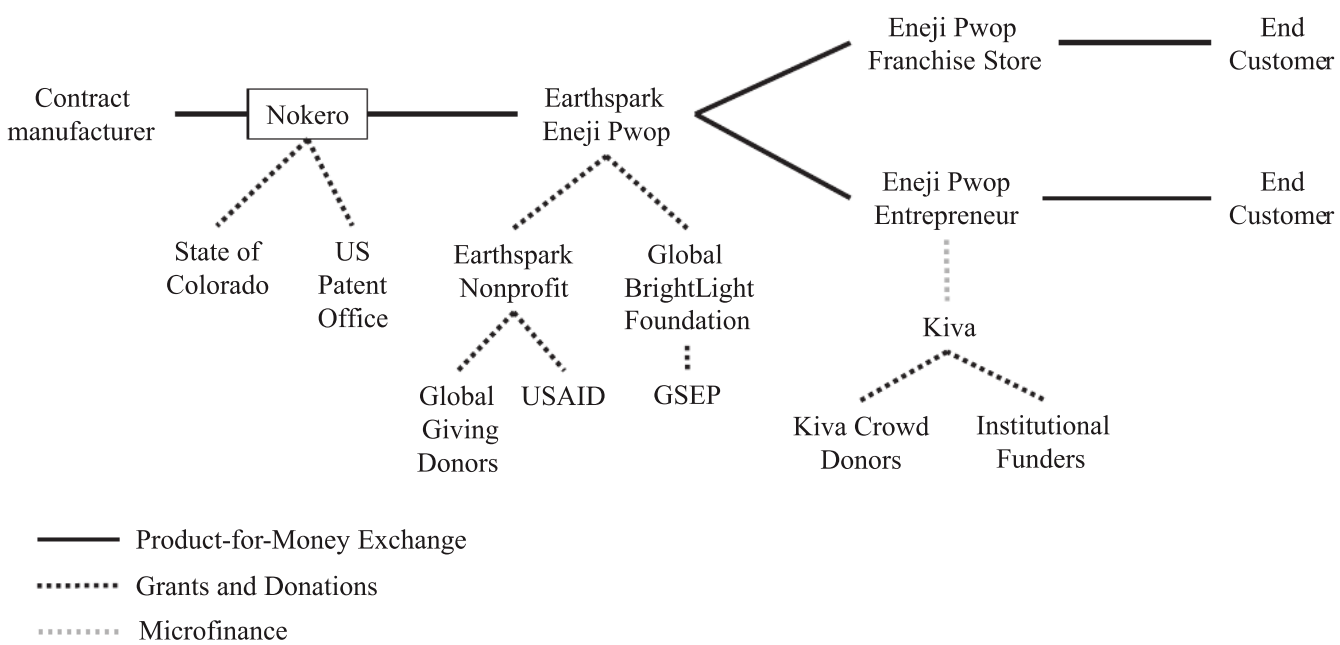 Contract
manufacturer
Nokero
Earthspark
Eneji Pwop
Eneji Pwop
Franchise Store
End
Customer
Eneji Pwop
Entrepreneur
End
Customer
State of
Colorado
US
Patent
Office
Earthspark
Nonprofit
Global
BrightLight
Foundation
Global
Giving
Donors
USAID
GSEP
Kiva
Kiva Crowd
Donors
Institutional
Funders
Product-for-Money Exchange
Grants and Donations
Microfinance